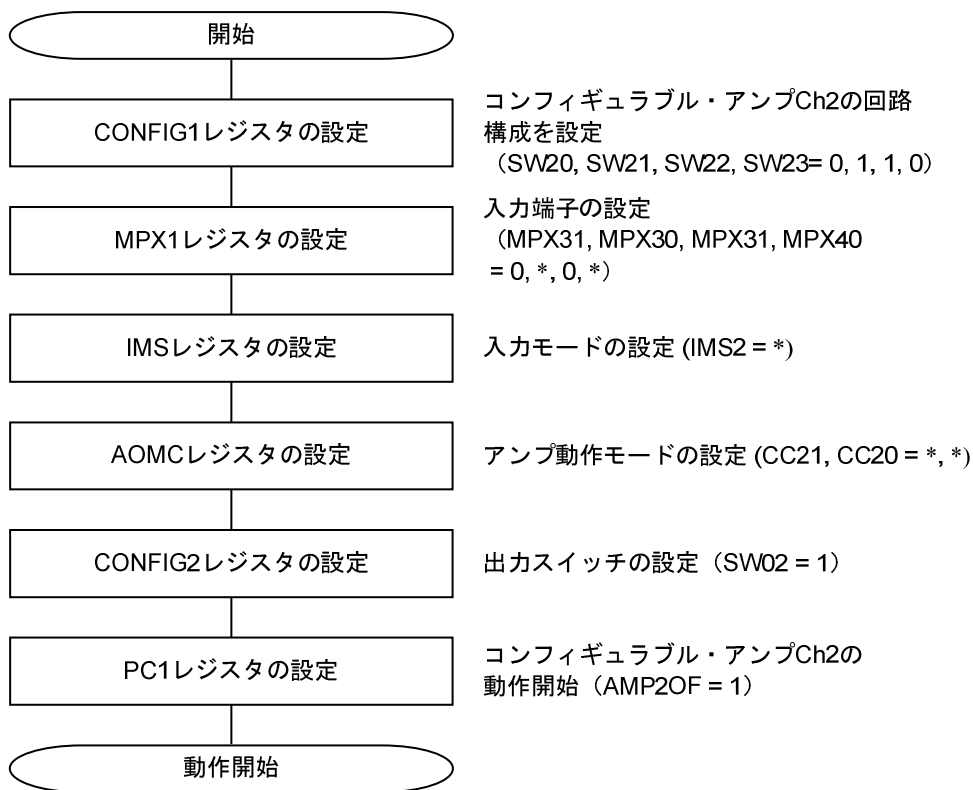 開始
CONFIG1レジスタの設定
コンフィギュラブル・アンプCh2の回路
構成を設定
（SW20, SW21, SW22, SW23= 0, 1, 1, 0）
MPX1レジスタの設定
入力端子の設定
（MPX31, MPX30, MPX31, MPX40
= 0, *, 0, *）
IMSレジスタの設定
入力モードの設定 (IMS2 = *)
AOMCレジスタの設定
アンプ動作モードの設定 (CC21, CC20 = *, *)
CONFIG2レジスタの設定
出力スイッチの設定（SW02 = 1）
PC1レジスタの設定
コンフィギュラブル・アンプCh2の
動作開始（AMP2OF = 1）
動作開始